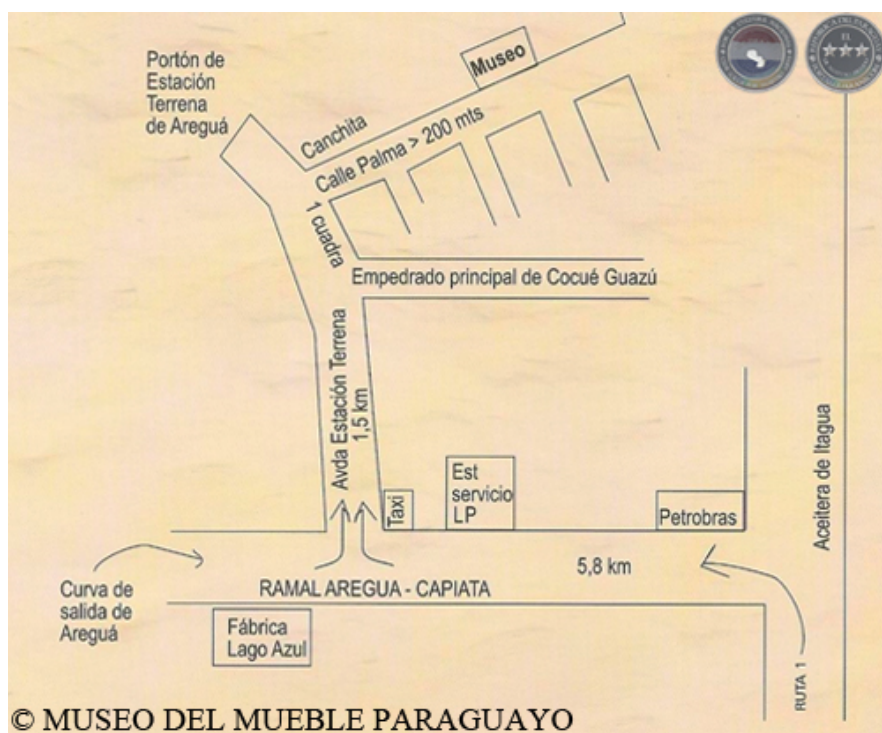 Portón de
Estación
Terrena
de Areguá
Museo
Canchita
Calle Palma > 200 mts
1 cuadra
Empedrado principal de Cocué Guazú
Avda Estación Terrena
1,5 km
Taxi
Est
servicio
LP
Petrobras
Aceitera de Itagua
5,8 km
Curva de
salida de
Areguá
RAMAL AREGUA - CAPIATA
Fábrica
Lago Azul
RUTA 1
© MUSEO DEL MUEBLE PARAGUAYO